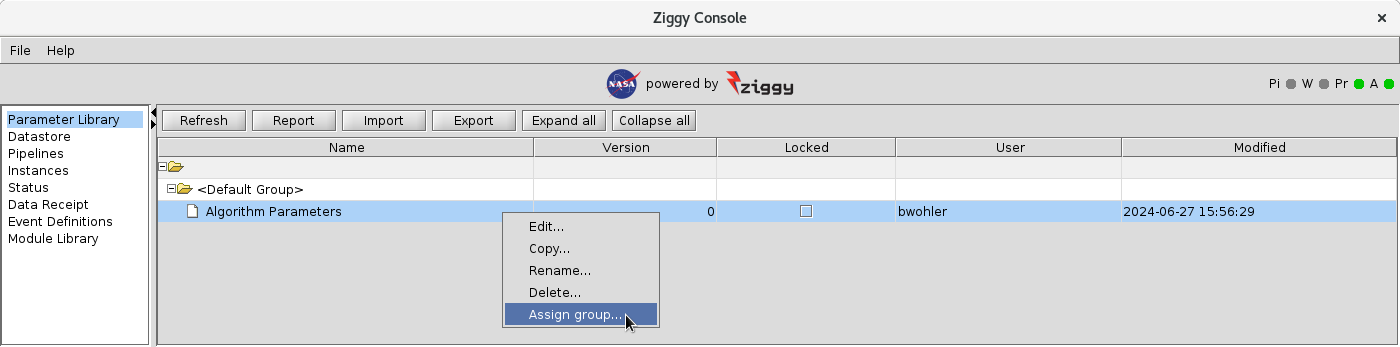 Ziggy Console
File Help
NASA powered by ziggy Pi W Pr A
Parameter Library
Datastore
Pipelines
Instances
Status
Data Receipt
Event Definitions
Module Library
Refresh Report Import Export Expand all Collapse all
Name Version Locked User Modified
<Default Group>
Algorithm Parameters 0 bwohler 2024-06-27 15:56:29
Edit...
Copy...
Rename...
Delete...
Assign group...